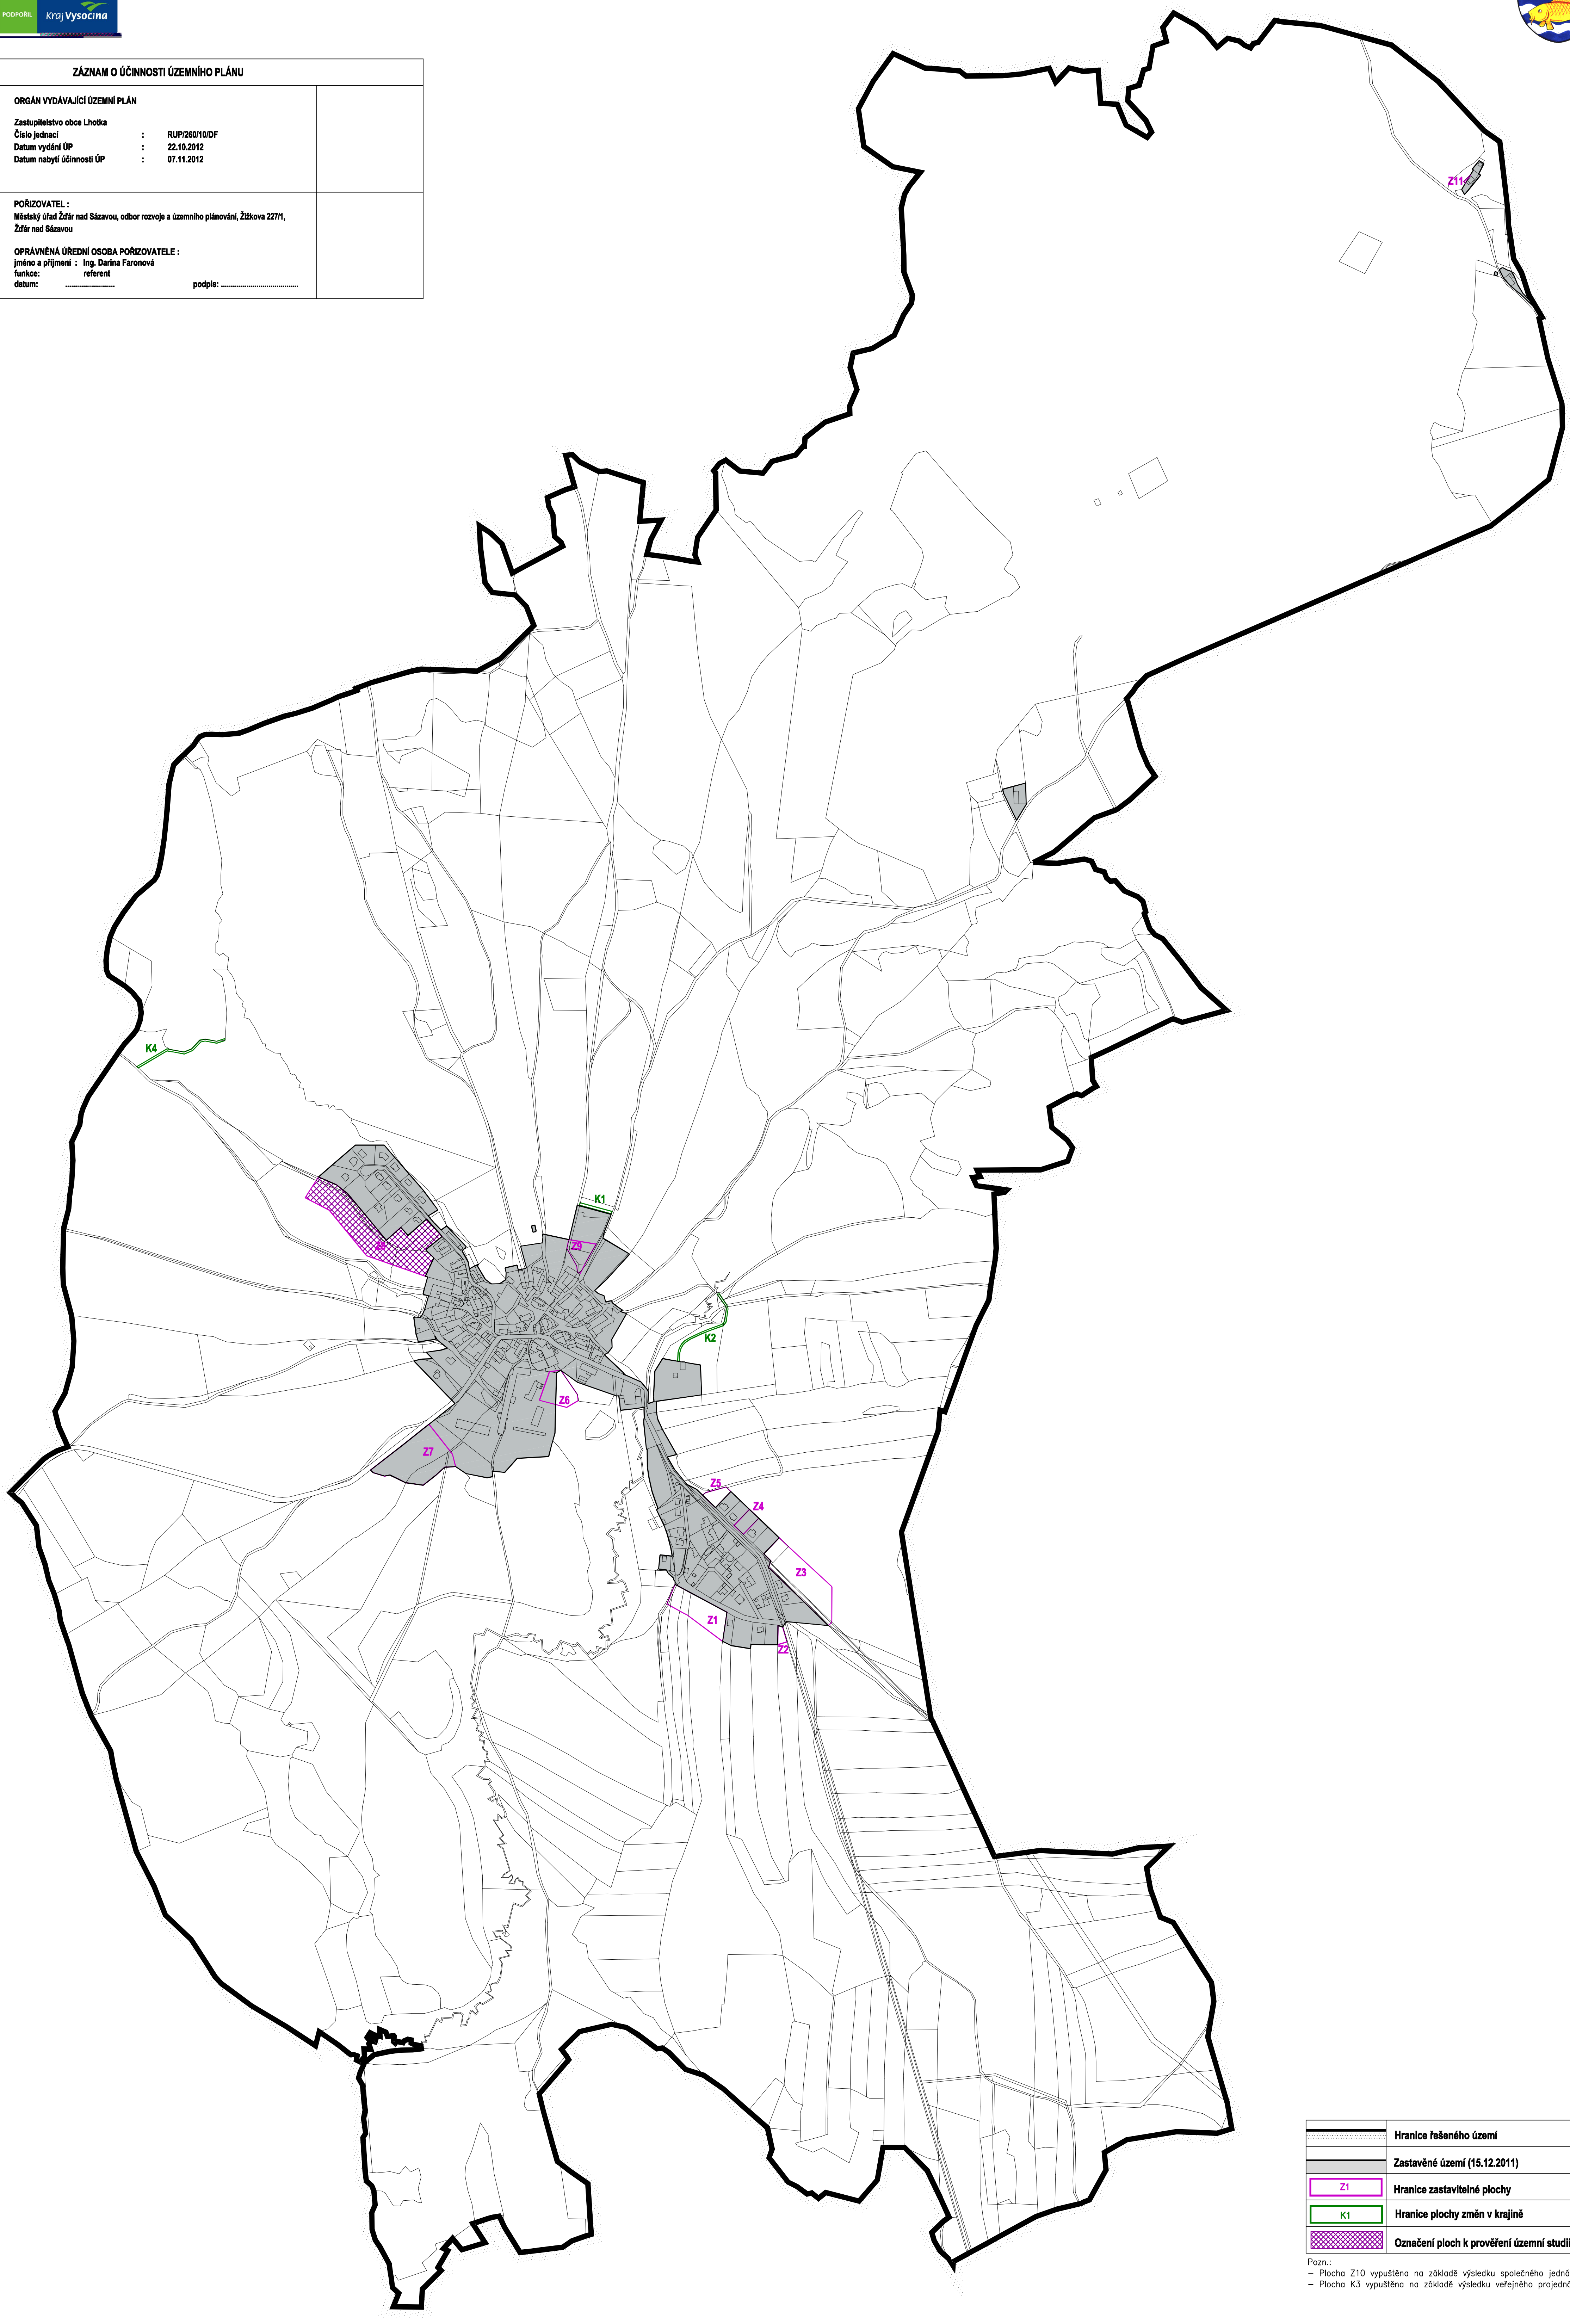 PODPOŘIL
Kraj Vysočina
ZÁZNAM O ÚČINNOSTI ÚZEMNÍHO PLÁNU
ORGÁN VYDÁVAJÍCÍ ÚZEMNÍ PLÁN
Zastupitelstvo obce Lhotka
Číslo jednací : RUP/260/10/DF
Datum vydání ÚP : 22.10.2012
Datum nabytí účinnosti ÚP : 07.11.2012
POŘIZOVATEL :
Městský úřad Žďár nad Sázavou, odbor rozvoje a územního plánování, Žižkova 227/1,
Žďár nad Sázavou
OPRÁVNĚNÁ ÚŘEDNÍ OSOBA POŘIZOVATELE :
jméno a příjmení : Ing. Darina Faronová
funkce: referent
datum: ........................ podpis: .....................................
Z11
K4
K1
Z8
Z9
K2
Z6
Z7
Z5
Z4
Z3
Z1
Z2
Hranice řešeného území
Zastavěné území (15.12.2011)
Z1 Hranice zastavitelné plochy
K1 Hranice plochy změn v krajině
Označení ploch k prověření územní studií
Pozn.:
– Plocha Z10 vypuštěna na základě výsledku společného
– Plocha K3 vypuštěna na základě výsledku veřejného